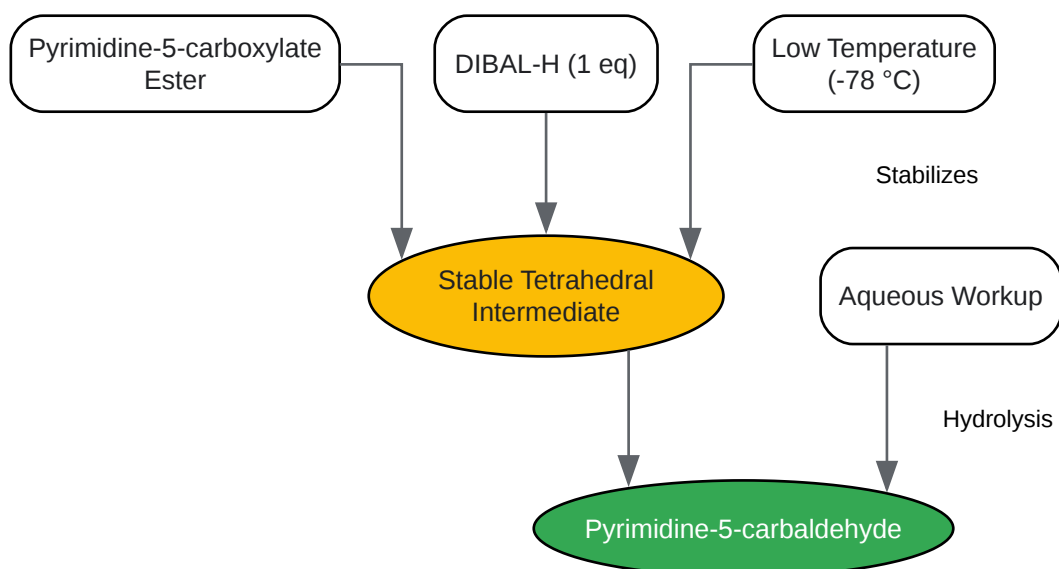 Pyrimidine-5-carboxylate
Ester
DIBAL-H (1 eq)
Low Temperature
(-78 °C)
Stabilizes
Stable Tetrahedral
Intermediate
Aqueous Workup
Hydrolysis
Pyrimidine-5-carbaldehyde